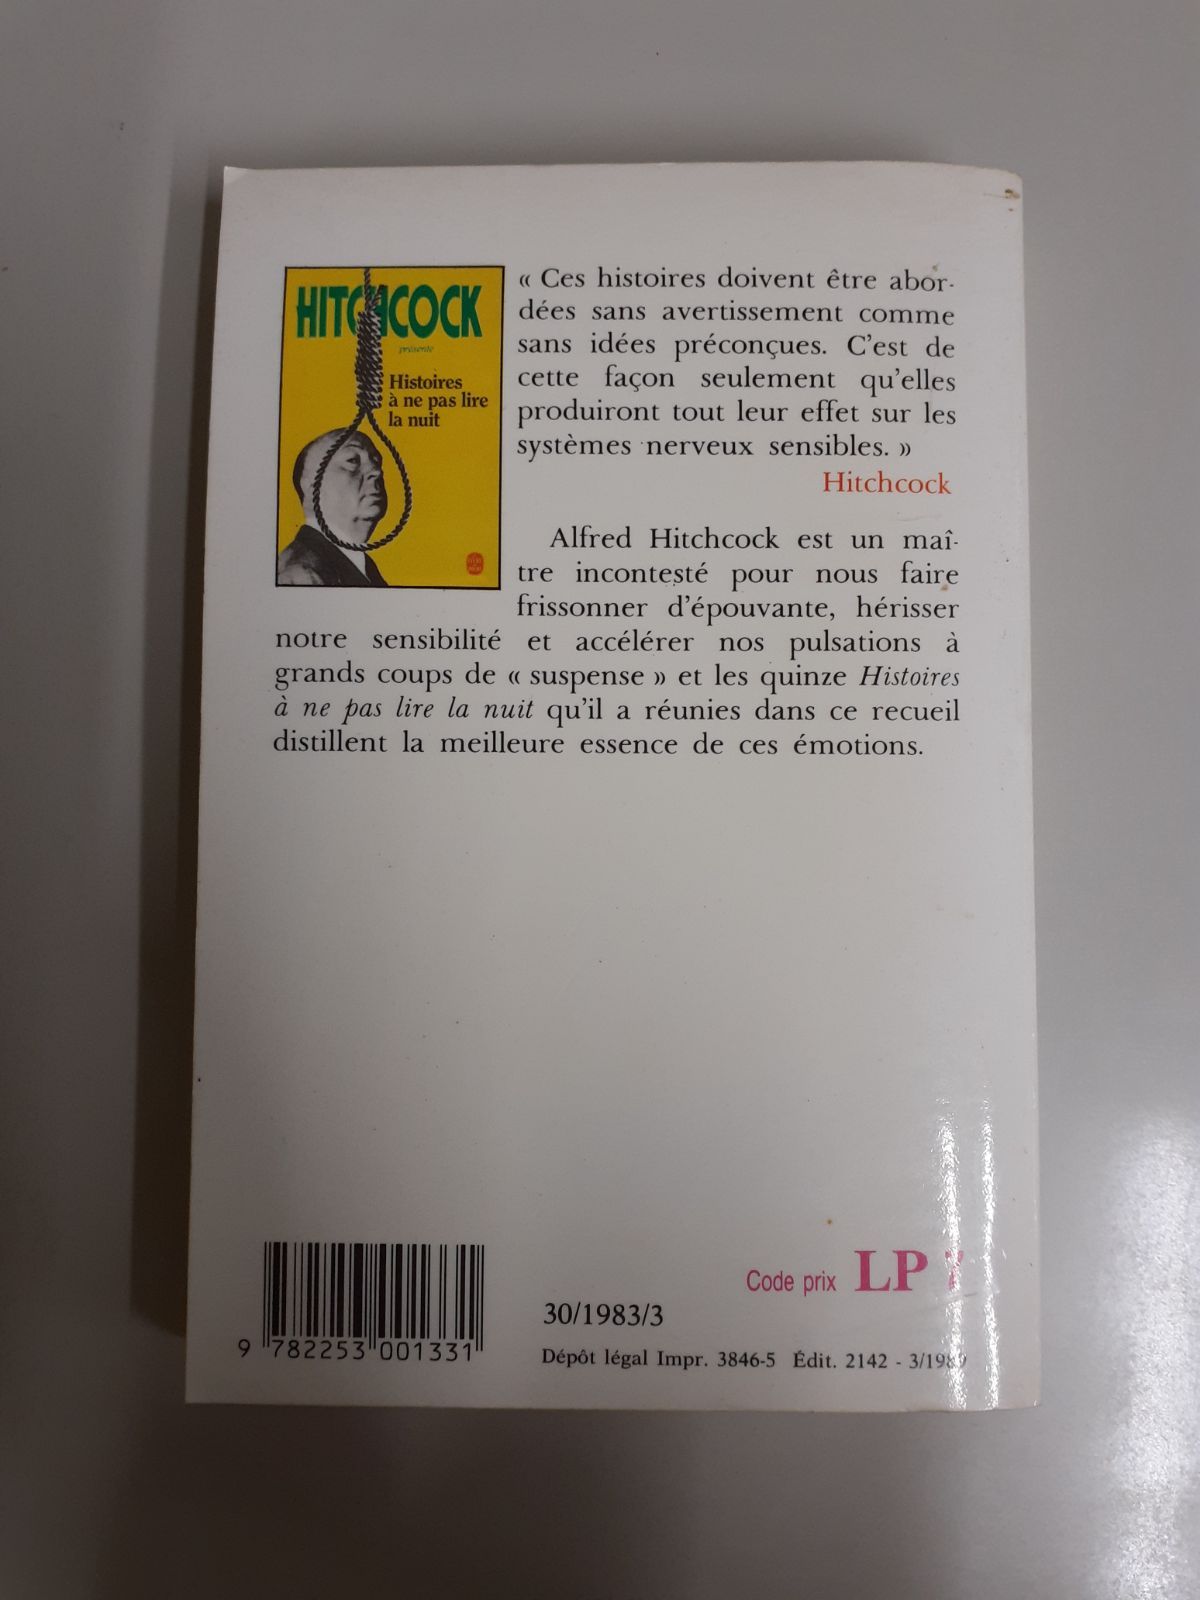 HITCHCOCK
présente
Histoires
à ne pas lire
la nuit
« Ces histoires doivent être abor-
dées sans avertissement comme
sans idées préconçues. C'est de
cette façon seulement qu'elles
produiront tout leur effet sur les
systèmes nerveux sensibles. »
Hitchcock
Alfred Hitchcock est un maî-
tre incontesté pour nous faire
frissonner d'épouvante, hérisser
notre sensibilité et accélérer nos pulsations à
grands coups de « suspense » et les quinze Histoires
à ne pas lire la nuit qu'il a réunies dans ce recueil
distillent la meilleure essence de ces émotions.
Code prix LP 7
30/1983/3
9 782253 001331
Dépôt légal Impr. 3846-5 Édit. 2142 - 3/1989